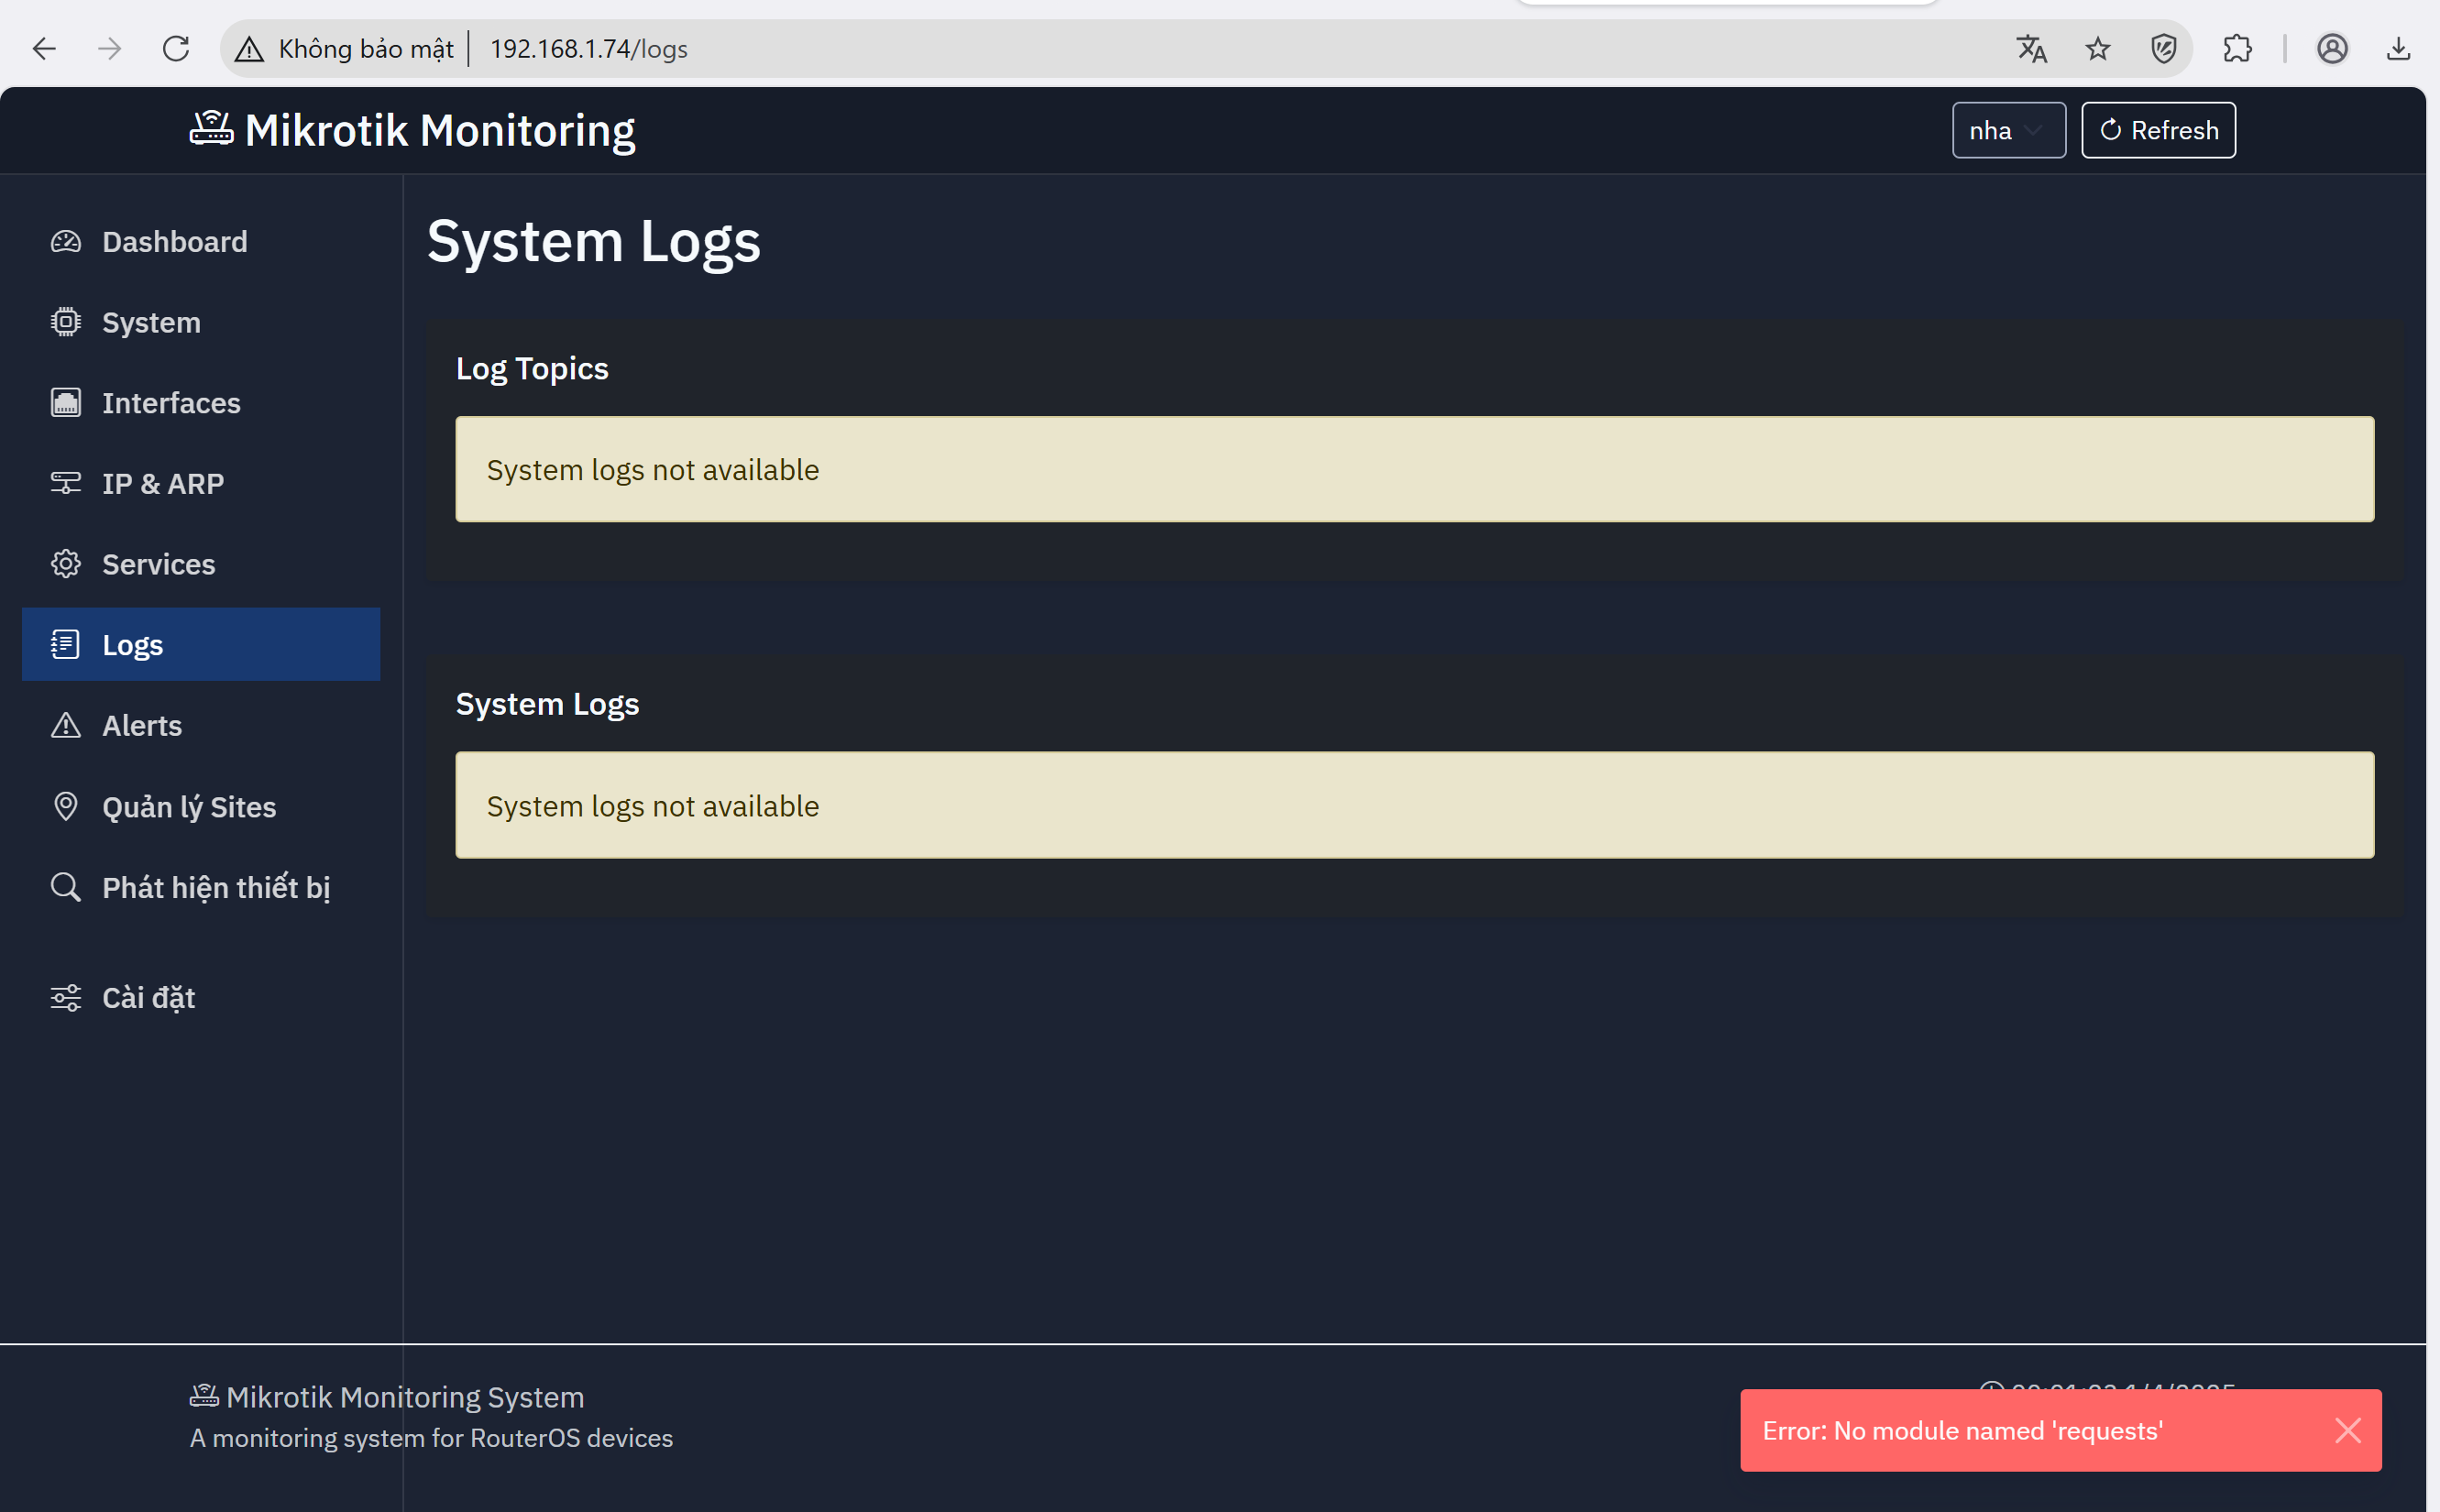 Không bảo mật
192.168.1.74/logs
Mikrotik Monitoring
nha
Refresh
Dashboard
System
Interfaces
IP & ARP
Services
Logs
Alerts
Quản lý Sites
Phát hiện thiết bị
Cài đặt
System Logs
Log Topics
System logs not available
System Logs
System logs not available
Mikrotik Monitoring System
A monitoring system for RouterOS devices
Error: No module named 'requests'